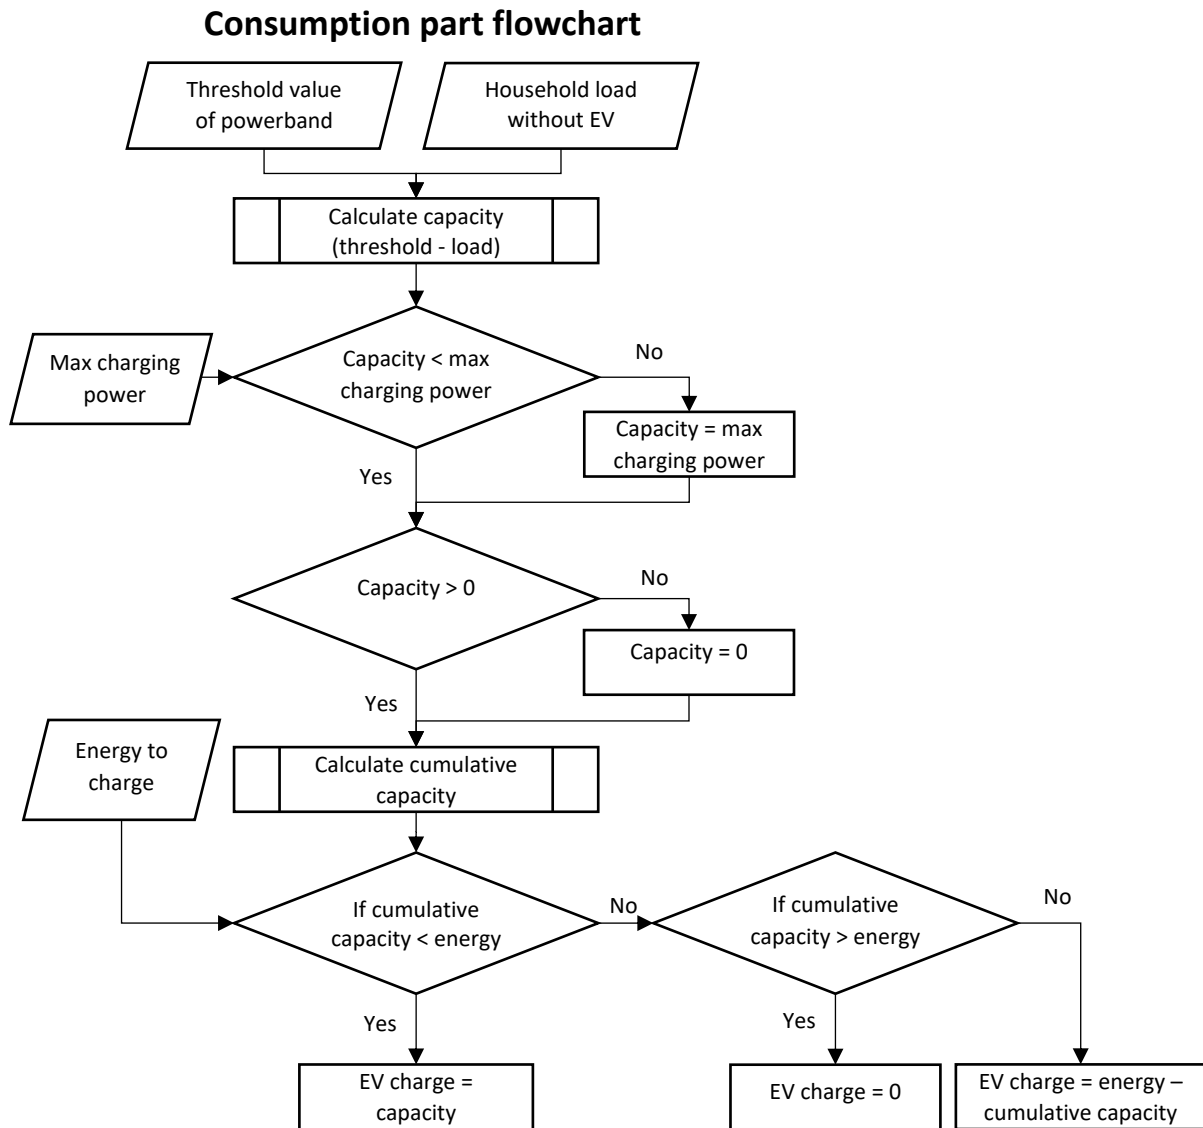 Consumption part flowchart
Threshold value
of powerband
Household load
without EV
Calculate capacity
(threshold - load)
Max charging
power
Capacity < max
charging power
No
Capacity = max
charging power
Yes
Capacity > 0
No
Capacity = 0
Yes
Energy to
charge
Calculate cumulative
capacity
If cumulative
capacity < energy
No
If cumulative
capacity > energy
No
Yes
Yes
EV charge =
capacity
EV charge = 0
EV charge = energy –
cumulative capacity